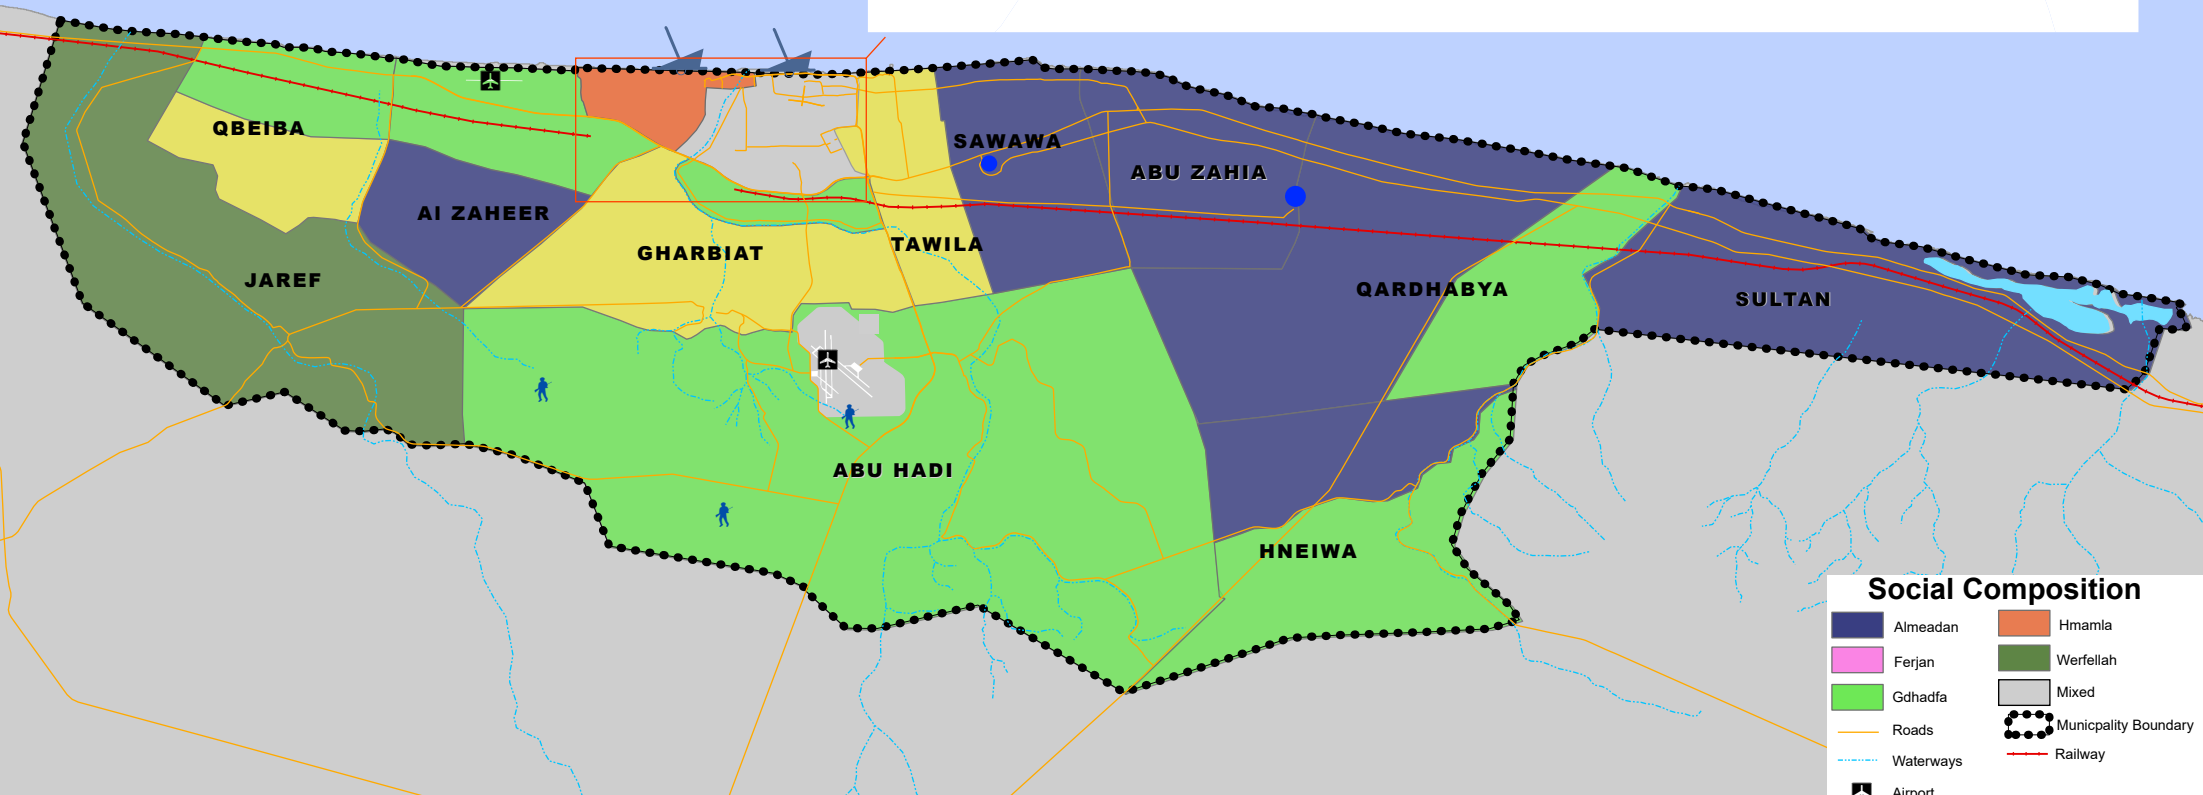 QBEIBA
SAWAWA
ABU ZAHIA
AI ZAHEER
GHARBIAT
TAWILA
JAREF
QARDHABYA
SULTAN
ABU HADI
HNEIWA
Social Composition
Almeadan
Hmamla
Ferjan
Werfellah
Gdhadfa
Mixed
Roads
Municpality Boundary
Waterways
Railway
Airport